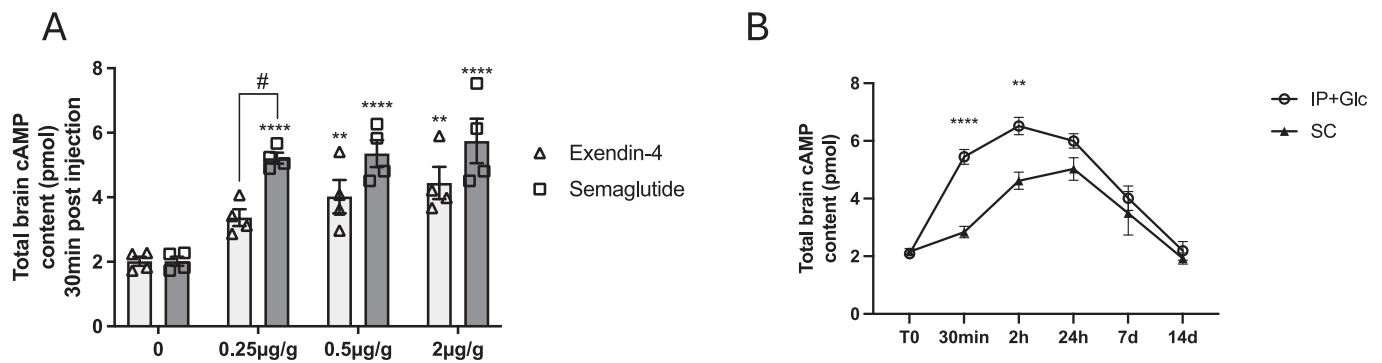 A
Total brain cAMP
content (pmol)
30min post injection
8
6
4
2
0
#
****
**
****
**
****
0
0.25µg/g
0.5µg/g
2µg/g
Exendin-4
Semaglutide
B
Total brain cAMP
content (pmol)
8
6
4
2
0
****
**
T0
30min
2h
24h
7d
14d
IP+Glc
SC